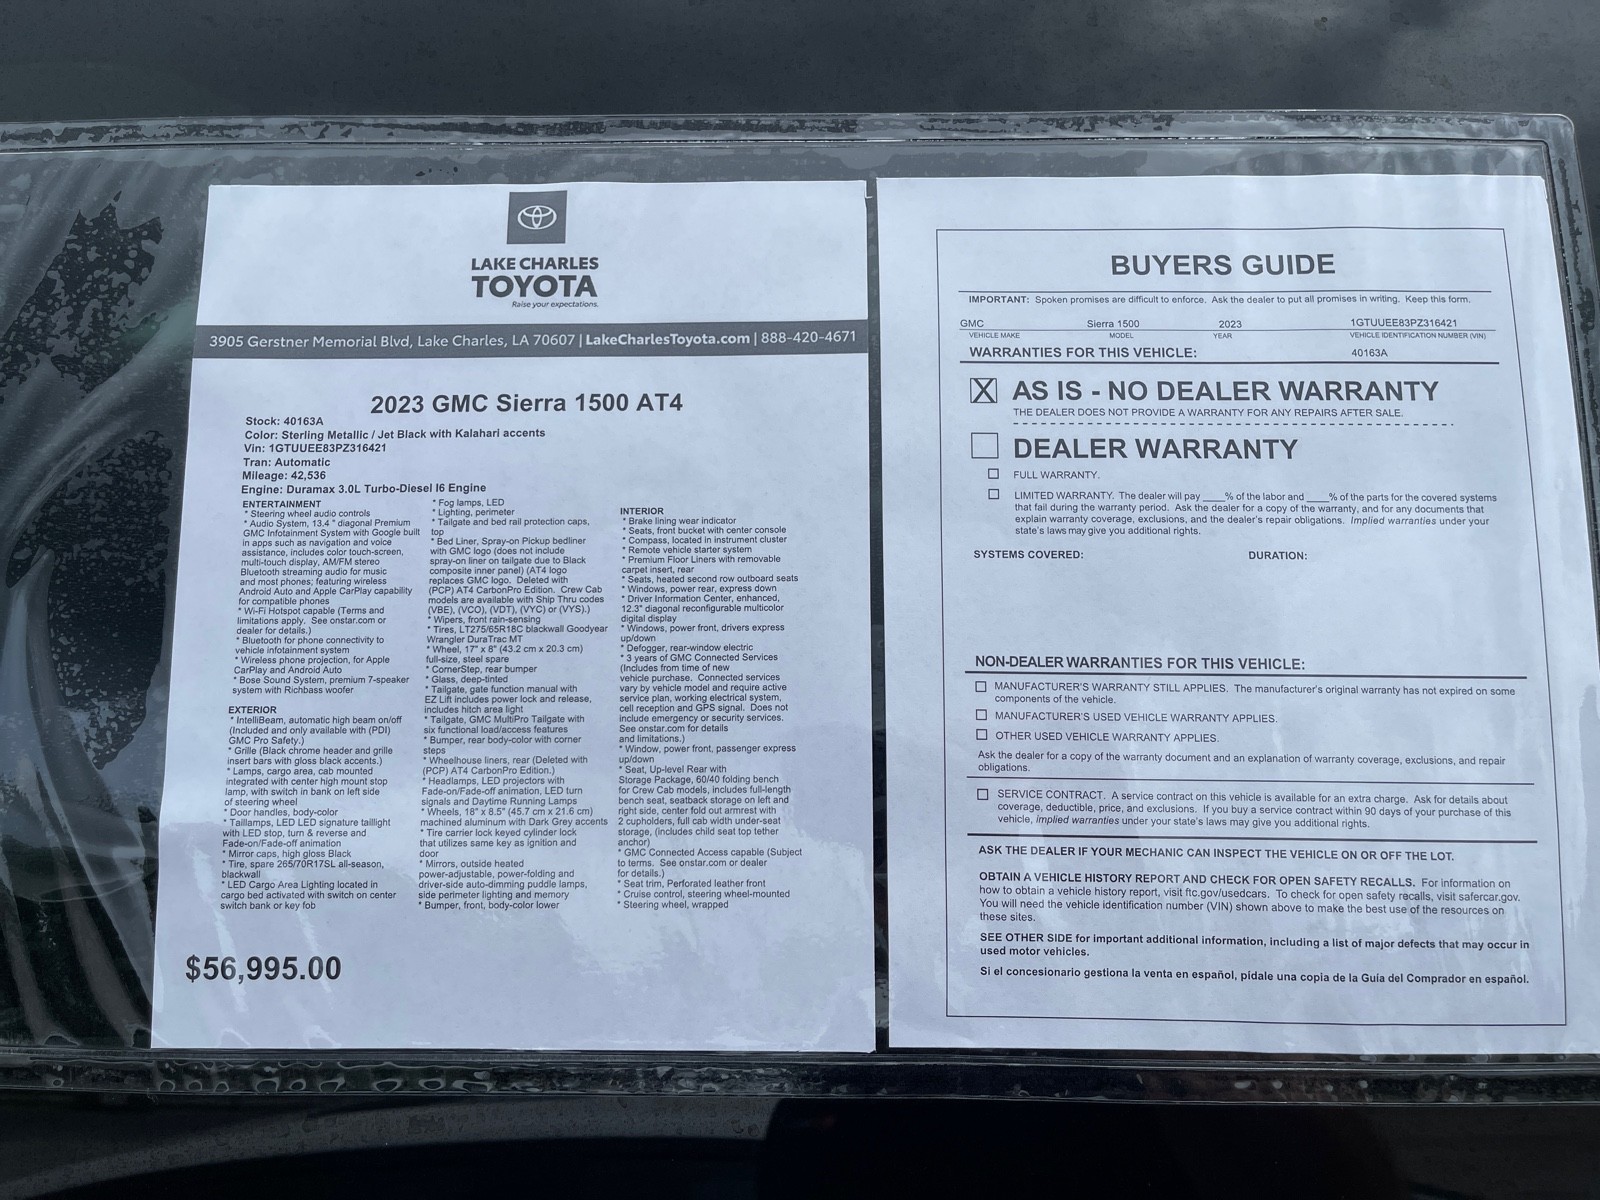 LAKE CHARLES
TOYOTA
Raise your expectations.
3905 Gerstner Memorial Blvd, Lake Charles, LA 70607 | LakeCharlesToyota.com | 888-420-4671
2023 GMC Sierra 1500 AT4
Stock: 40163A
Color: Sterling Metallic / Jet Black with Kalahari accents
Vin: 1GTUUEE83PZ316421
Tran: Automatic
Mileage: 42,536
Engine: Duramax 3.0L Turbo-Diesel I6 Engine
ENTERTAINMENT
* Steering wheel audio controls
* Audio System, 13.4 " diagonal Premium
GMC Infotainment System with Google built
in apps such as navigation and voice
assistance, includes color touch-screen,
multi-touch display, AM/FM stereo
Bluetooth streaming audio for music
and most phones; featuring wireless
Android Auto and Apple CarPlay capability
for compatible phones
* Wi-Fi Hotspot capable (Terms and
limitations apply. See onstar.com or
dealer for details.)
* Bluetooth for phone connectivity to
vehicle infotainment system
* Wireless phone projection, for Apple
CarPlay and Android Auto
* Bose Sound System, premium 7-speaker
system with Richbass woofer
EXTERIOR
* IntelliBeam, automatic high beam on/off
(Included and only available with (PDI)
GMC Pro Safety.)
* Grille (Black chrome header and grille
insert bars with gloss black accents.)
* Lamps, cargo area, cab mounted
integrated with center high mount stop
lamp, with switch in bank on left side
of steering wheel
* Door handles, body-color
* Taillamps, LED LED signature taillight
with LED stop, turn & reverse and
Fade-on/Fade-off animation
* Mirror caps, high gloss Black
* Tire, spare 265/70R17SL all-season,
blackwall
* LED Cargo Area Lighting located in
cargo bed activated with switch on center
switch bank or key fob
* Fog lamps, LED
* Lighting, perimeter
* Tailgate and bed rail protection caps,
top
* Bed Liner, Spray-on Pickup bedliner
with GMC logo (does not include
spray-on liner on tailgate due to Black
composite inner panel) (AT4 logo
replaces GMC logo. Deleted with
(PCP) AT4 CarbonPro Edition. Crew Cab
models are available with Ship Thru codes
(VBE), (VCO), (VDT), (VYC) or (VYS).)
* Wipers, front rain-sensing
* Tires, LT275/65R18C blackwall Goodyear
Wrangler DuraTrac MT
* Wheel, 17" x 8" (43.2 cm x 20.3 cm)
full-size, steel spare
* CornerStep, rear bumper
* Glass, deep-tinted
* Tailgate, gate function manual with
EZ Lift includes power lock and release,
includes hitch area light
* Tailgate, GMC MultiPro Tailgate with
six functional load/access features
* Bumper, rear body-color with corner
steps
* Wheelhouse liners, rear (Deleted with
(PCP) AT4 CarbonPro Edition.)
* Headlamps, LED projectors with
Fade-on/Fade-off animation, LED turn
signals and Daytime Running Lamps
* Wheels, 18" x 8.5" (45.7 cm x 21.6 cm)
machined aluminum with Dark Grey accents
* Tire carrier lock keyed cylinder lock
that utilizes same key as ignition and
door
* Mirrors, outside heated
power-adjustable, power-folding and
driver-side auto-dimming puddle lamps,
side perimeter lighting and memory
* Bumper, front, body-color lower
INTERIOR
* Brake lining wear indicator
* Seats, front bucket with center console
* Compass, located in instrument cluster
* Remote vehicle starter system
* Premium Floor Liners with removable
carpet insert, rear
* Seats, heated second row outboard seats
* Windows, power rear, express down
* Driver Information Center, enhanced,
12.3" diagonal reconfigurable multicolor
digital display
* Windows, power front, drivers express
up/down
* Defogger, rear-window electric
* 3 years of GMC Connected Services
(Includes from time of new
vehicle purchase. Connected services
vary by vehicle model and require active
service plan, working electrical system,
cell reception and GPS signal. Does not
include emergency or security services.
See onstar.com for details
and limitations.)
* Window, power front, passenger express
up/down
* Seat, Up-level Rear with
Storage Package, 60/40 folding bench
for Crew Cab models, includes full-length
bench seat, seatback storage on left and
right side, center fold out armrest with
2 cupholders, full cab width under-seat
storage, (includes child seat top tether
anchor)
* GMC Connected Access capable (Subject
to terms. See onstar.com or dealer
for details.)
* Seat trim, Perforated leather front
* Cruise control, steering wheel-mounted
* Steering wheel, wrapped
$56,995.00
BUYERS GUIDE
IMPORTANT: Spoken promises are difficult to enforce. Ask the dealer to put all promises in writing. Keep this form.
GMC Sierra 1500 2023 1GTUUEE83PZ316421
VEHICLE MAKE MODEL YEAR VEHICLE IDENTIFICATION NUMBER (VIN)
WARRANTIES FOR THIS VEHICLE: 40163A
X AS IS - NO DEALER WARRANTY
THE DEALER DOES NOT PROVIDE A WARRANTY FOR ANY REPAIRS AFTER SALE.
DEALER WARRANTY
FULL WARRANTY.
LIMITED WARRANTY. The dealer will pay ____% of the labor and ____% of the parts for the covered systems
that fail during the warranty period. Ask the dealer for a copy of the warranty, and for any documents that
explain warranty coverage, exclusions, and the dealer's repair obligations. Implied warranties under your
state's laws may give you additional rights.
SYSTEMS COVERED: DURATION:
NON-DEALER WARRANTIES FOR THIS VEHICLE:
MANUFACTURER'S WARRANTY STILL APPLIES. The manufacturer's original warranty has not expired on some
components of the vehicle.
MANUFACTURER'S USED VEHICLE WARRANTY APPLIES.
OTHER USED VEHICLE WARRANTY APPLIES.
Ask the dealer for a copy of the warranty document and an explanation of warranty coverage, exclusions, and repair
obligations.
SERVICE CONTRACT. A service contract on this vehicle is available for an extra charge. Ask for details about
coverage, deductible, price, and exclusions. If you buy a service contract within 90 days of your purchase of this
vehicle, implied warranties under your state's laws may give you additional rights.
ASK THE DEALER IF YOUR MECHANIC CAN INSPECT THE VEHICLE ON OR OFF THE LOT.
OBTAIN A VEHICLE HISTORY REPORT AND CHECK FOR OPEN SAFETY RECALLS. For information on
how to obtain a vehicle history report, visit ftc.gov/usedcars. To check for open safety recalls, visit safercar.gov.
You will need the vehicle identification number (VIN) shown above to make the best use of the resources on
these sites.
SEE OTHER SIDE for important additional information, including a list of major defects that may occur in
used motor vehicles.
Si el concesionario gestiona la venta en español, pídale una copia de la Guía del Comprador en español.